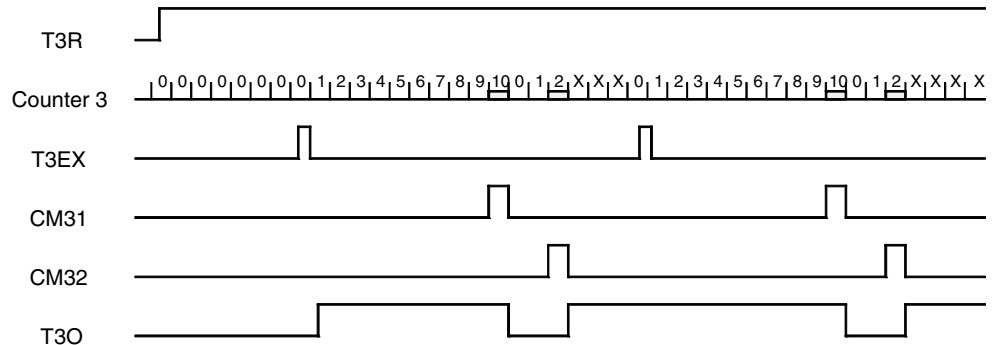 T3R
Counter 3 0 0 0 0 0 0 0 0 1 2 3 4 5 6 7 8 9 10 0 1 2 X X X 0 1 2 3 4 5 6 7 8 9 10 0 1 2 X X X X
T3EX
CM31
CM32
T3O